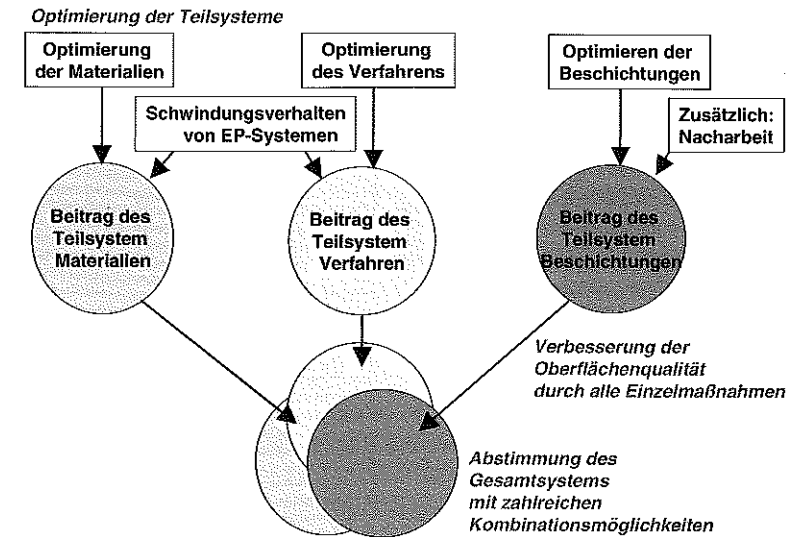 Optimierung der Teilsysteme
Optimierung
der Materialien
Optimierung
des Verfahrens
Optimieren der
Beschichtungen
Schwindungsverhalten
von EP-Systemen
Zusätzlich:
Nacharbeit
Beitrag des
Teilsystem
Materialien
Beitrag des
Teilsystem
Verfahren
Beitrag des
Teilsystem
Beschichtungen
Verbesserung der
Oberflächenqualität
durch alle Einzelmaßnahmen
Abstimmung des
Gesamtsystems
mit zahlreichen
Kombinationsmöglichkeiten